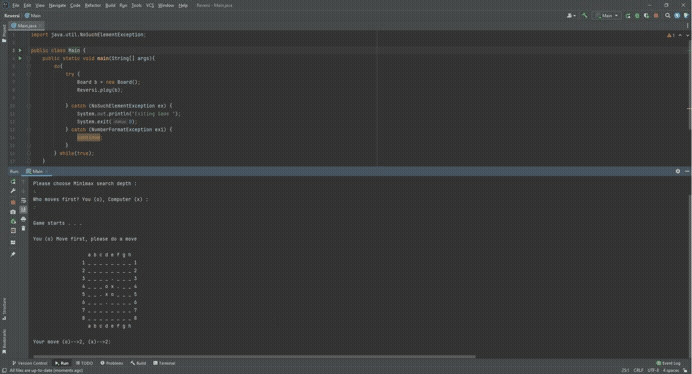 File Edit View Navigate Code Refactor Build Run Tools VCS Window Help Reversi - Main.java
Reversi Main
Main
Main.java
Project
import java.util.NoSuchElementException;
public class Main {
public static void main(String[] args){
do{
try {
Board b = new Board();
Reversi.play(b);
} catch (NoSuchElementException ex) {
System.out.println("Exiting Game ");
System.exit( status: 0);
} catch (NumberFormatException ex1) {
continue;
}
} while(true);
}
Run: Main
Please choose Minimax search depth :
Who moves first? You (o), Computer (x) :
Game starts . . .
You (o) Move first, please do a move
a b c d e f g h
1 _ _ _ _ _ _ _ _ 1
2 _ _ _ _ _ _ _ _ 2
3 _ _ _ _ . _ _ _ 3
4 _ _ _ o x . _ _ 4
5 _ _ . x o _ _ _ 5
6 _ _ _ . _ _ _ _ 6
7 _ _ _ _ _ _ _ _ 7
8 _ _ _ _ _ _ _ _ 8
a b c d e f g h
Your move (o)-->2, (x)-->2:
Structure
Bookmarks
Version Control Run TODO Problems Build Terminal Event Log
All files are up-to-date (moments ago) CRLF UTF-8 4 spaces